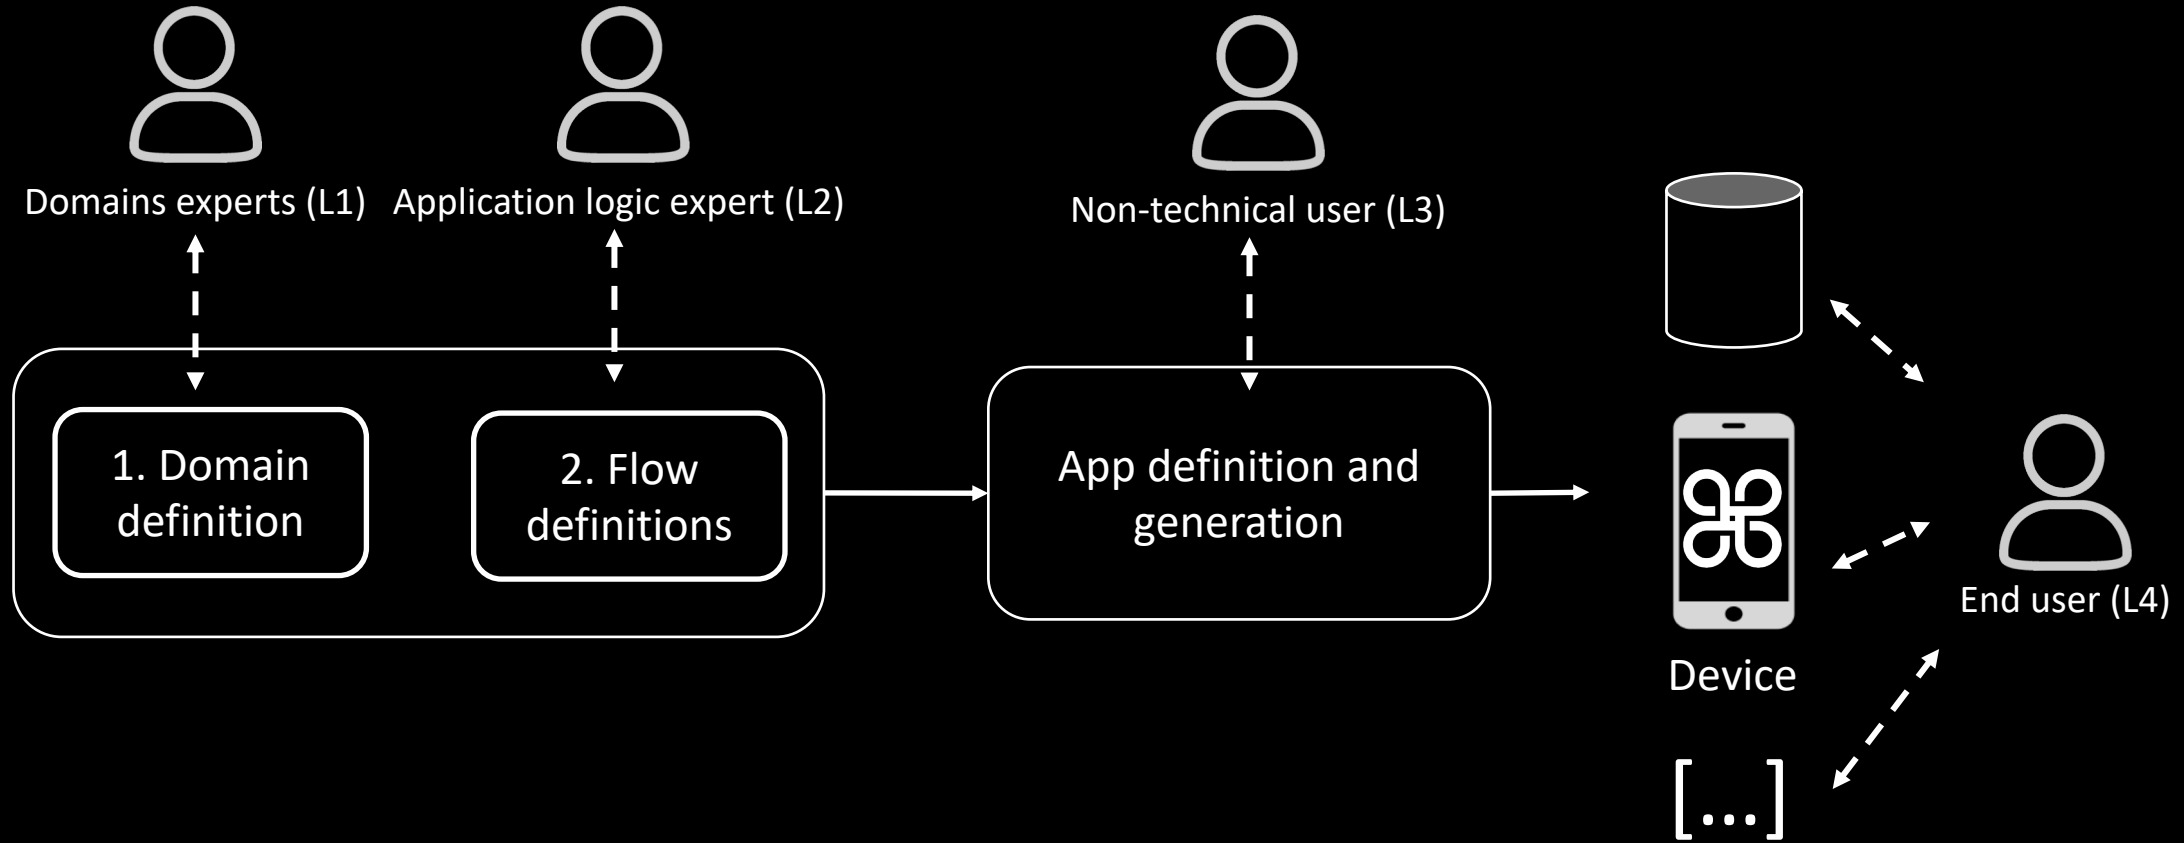 Domains experts (L1)
Application logic expert (L2)
Non-technical user (L3)
1. Domain
definition
2. Flow
definitions
App definition and
generation
Device
End user (L4)
[...]